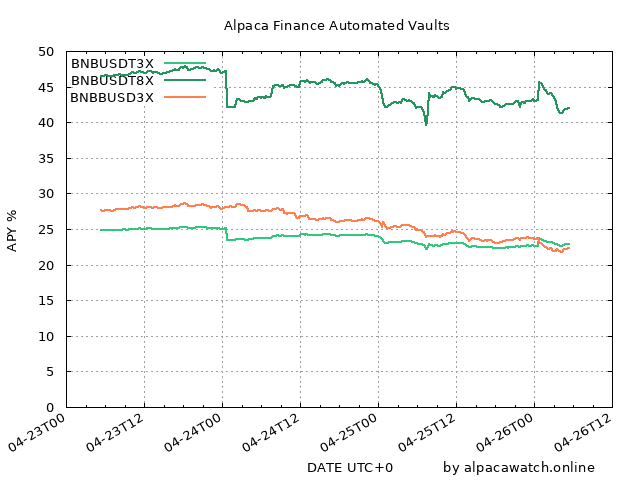 Alpaca Finance Automated Vaults
50
45
40
35
30
25
20
15
10
5
0
APY %
BNBUSDT3X
BNBUSDT8X
BNBBUSD3X
04-23T00
04-23T12
04-24T00
04-24T12
04-25T00
04-25T12
04-26T00
04-26T12
DATE UTC+0
by alpacawatch.online